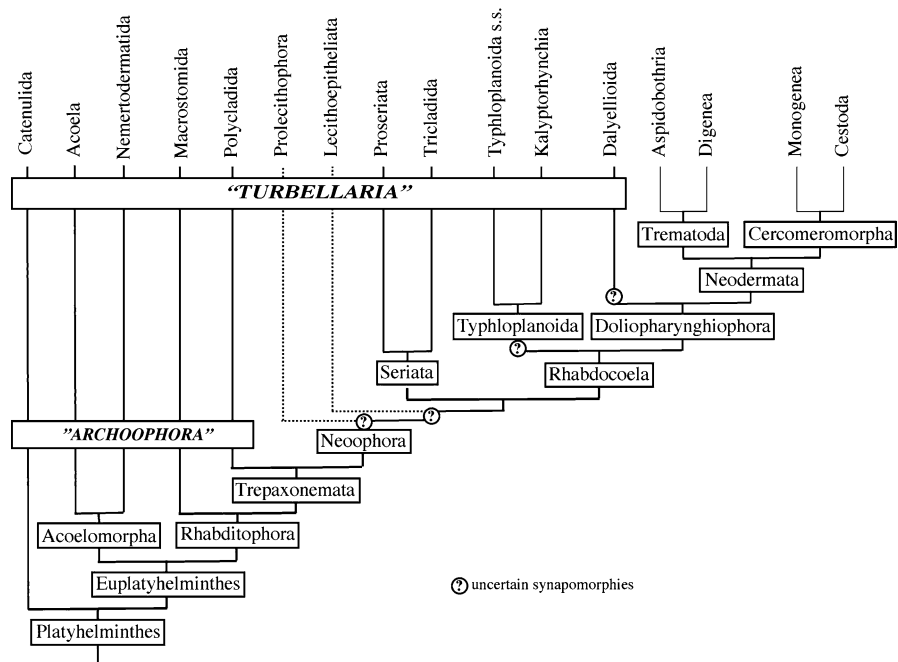 Catenulida
Acoela
Nemertodermatida
Macrostomida
Polycladida
Prolecithophora
Lecithoepitheliata
Proseriata
Tricladida
Typhloplanoida s.s.
Kalyptorhynchia
Dalyellioida
Aspidobothria
Digenea
Monogenea
Cestoda
“TURBELLARIA”
Trematoda
Cercomeromorpha
Neodermata
?
Typhloplanoida
Doliopharynghiophora
?
Seriata
Rhabdocoela
?
?
”ARCHOOPHORA”
Neoophora
Trepaxonemata
Acoelomorpha
Rhabditophora
Euplatyhelminthes
? uncertain synapomorphies
Platyhelminthes